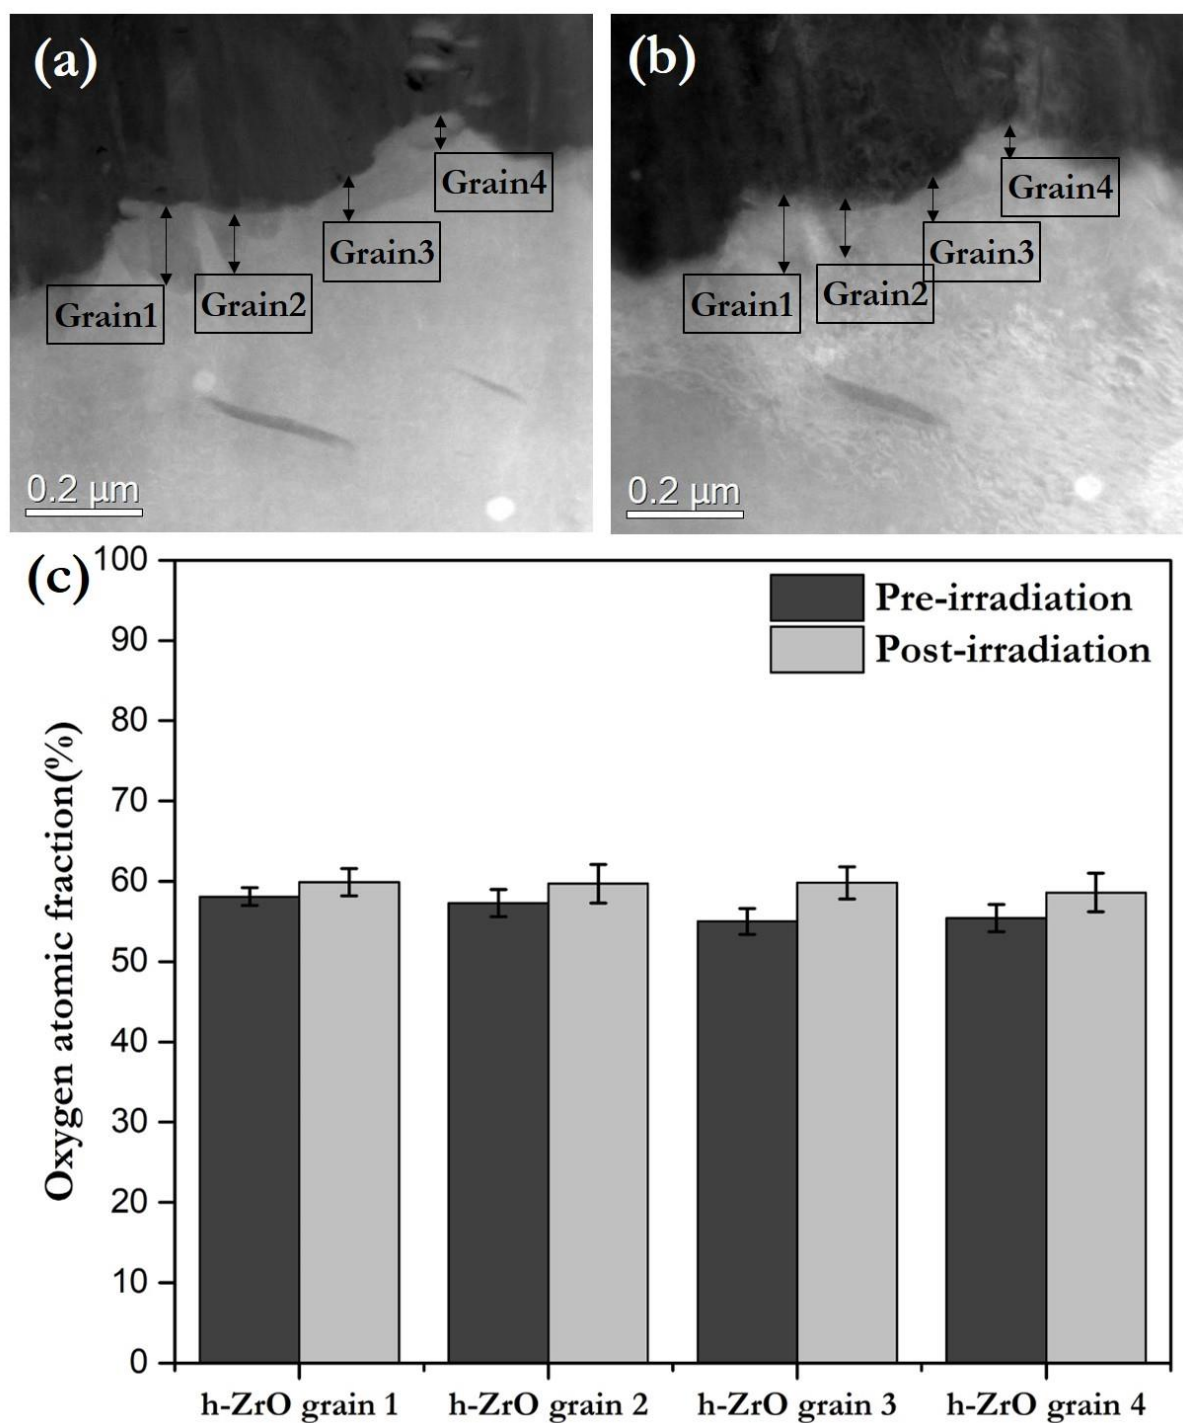 (a)
Grain4
Grain3
Grain2
Grain1
0.2 μm
(b)
Grain4
Grain3
Grain2
Grain1
0.2 μm
(c)
Pre-irradiation
Post-irradiation
Oxygen atomic fraction(%)
100
90
80
70
60
50
40
30
20
10
0
h-ZrO grain 1
h-ZrO grain 2
h-ZrO grain 3
h-ZrO grain 4